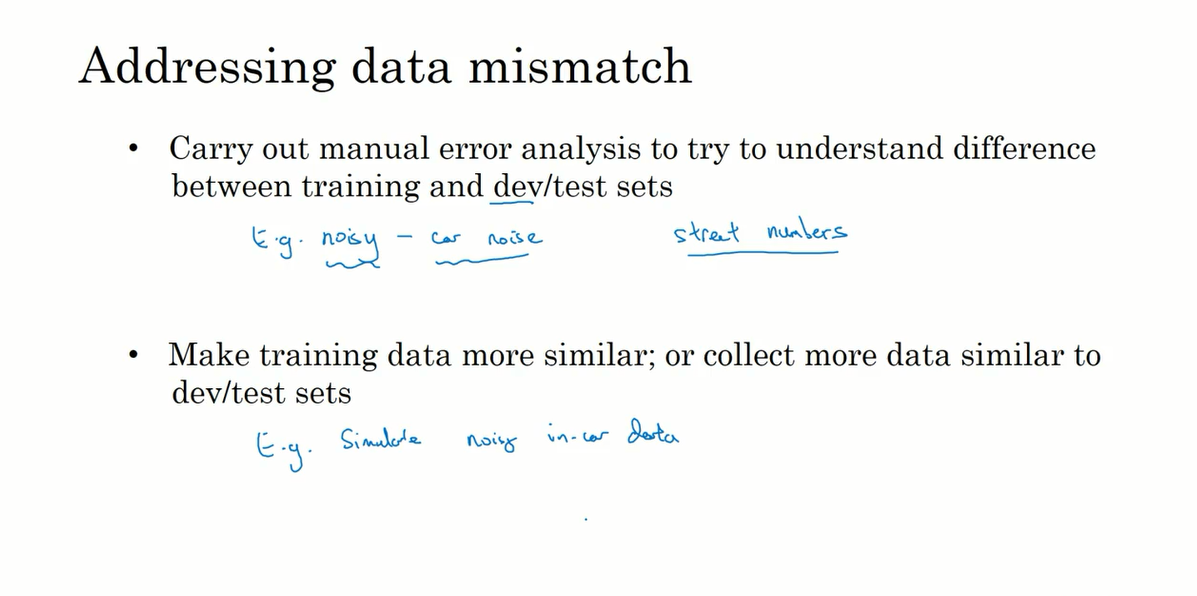 Addressing data mismatch
• Carry out manual error analysis to try to understand difference
between training and dev/test sets
E.g. noisy - car noise street numbers
• Make training data more similar; or collect more data similar to
dev/test sets
E.g. Simulate noisy in-car data